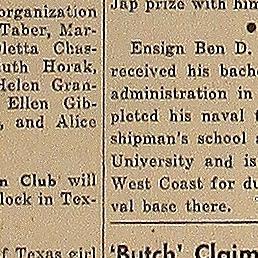 organization
Taber, Mar-
letta Chas-
uth Horak,
Helen Gran-
Ellen Gib-
, and Alice
n Club will
lock in Tex-
f Texas girl
Jap prize with him
Ensign Ben D.
received his bach
administration in
pleted his naval t
shipman's school a
University and is
West Coast for du
val base there.
'Butch' Claim